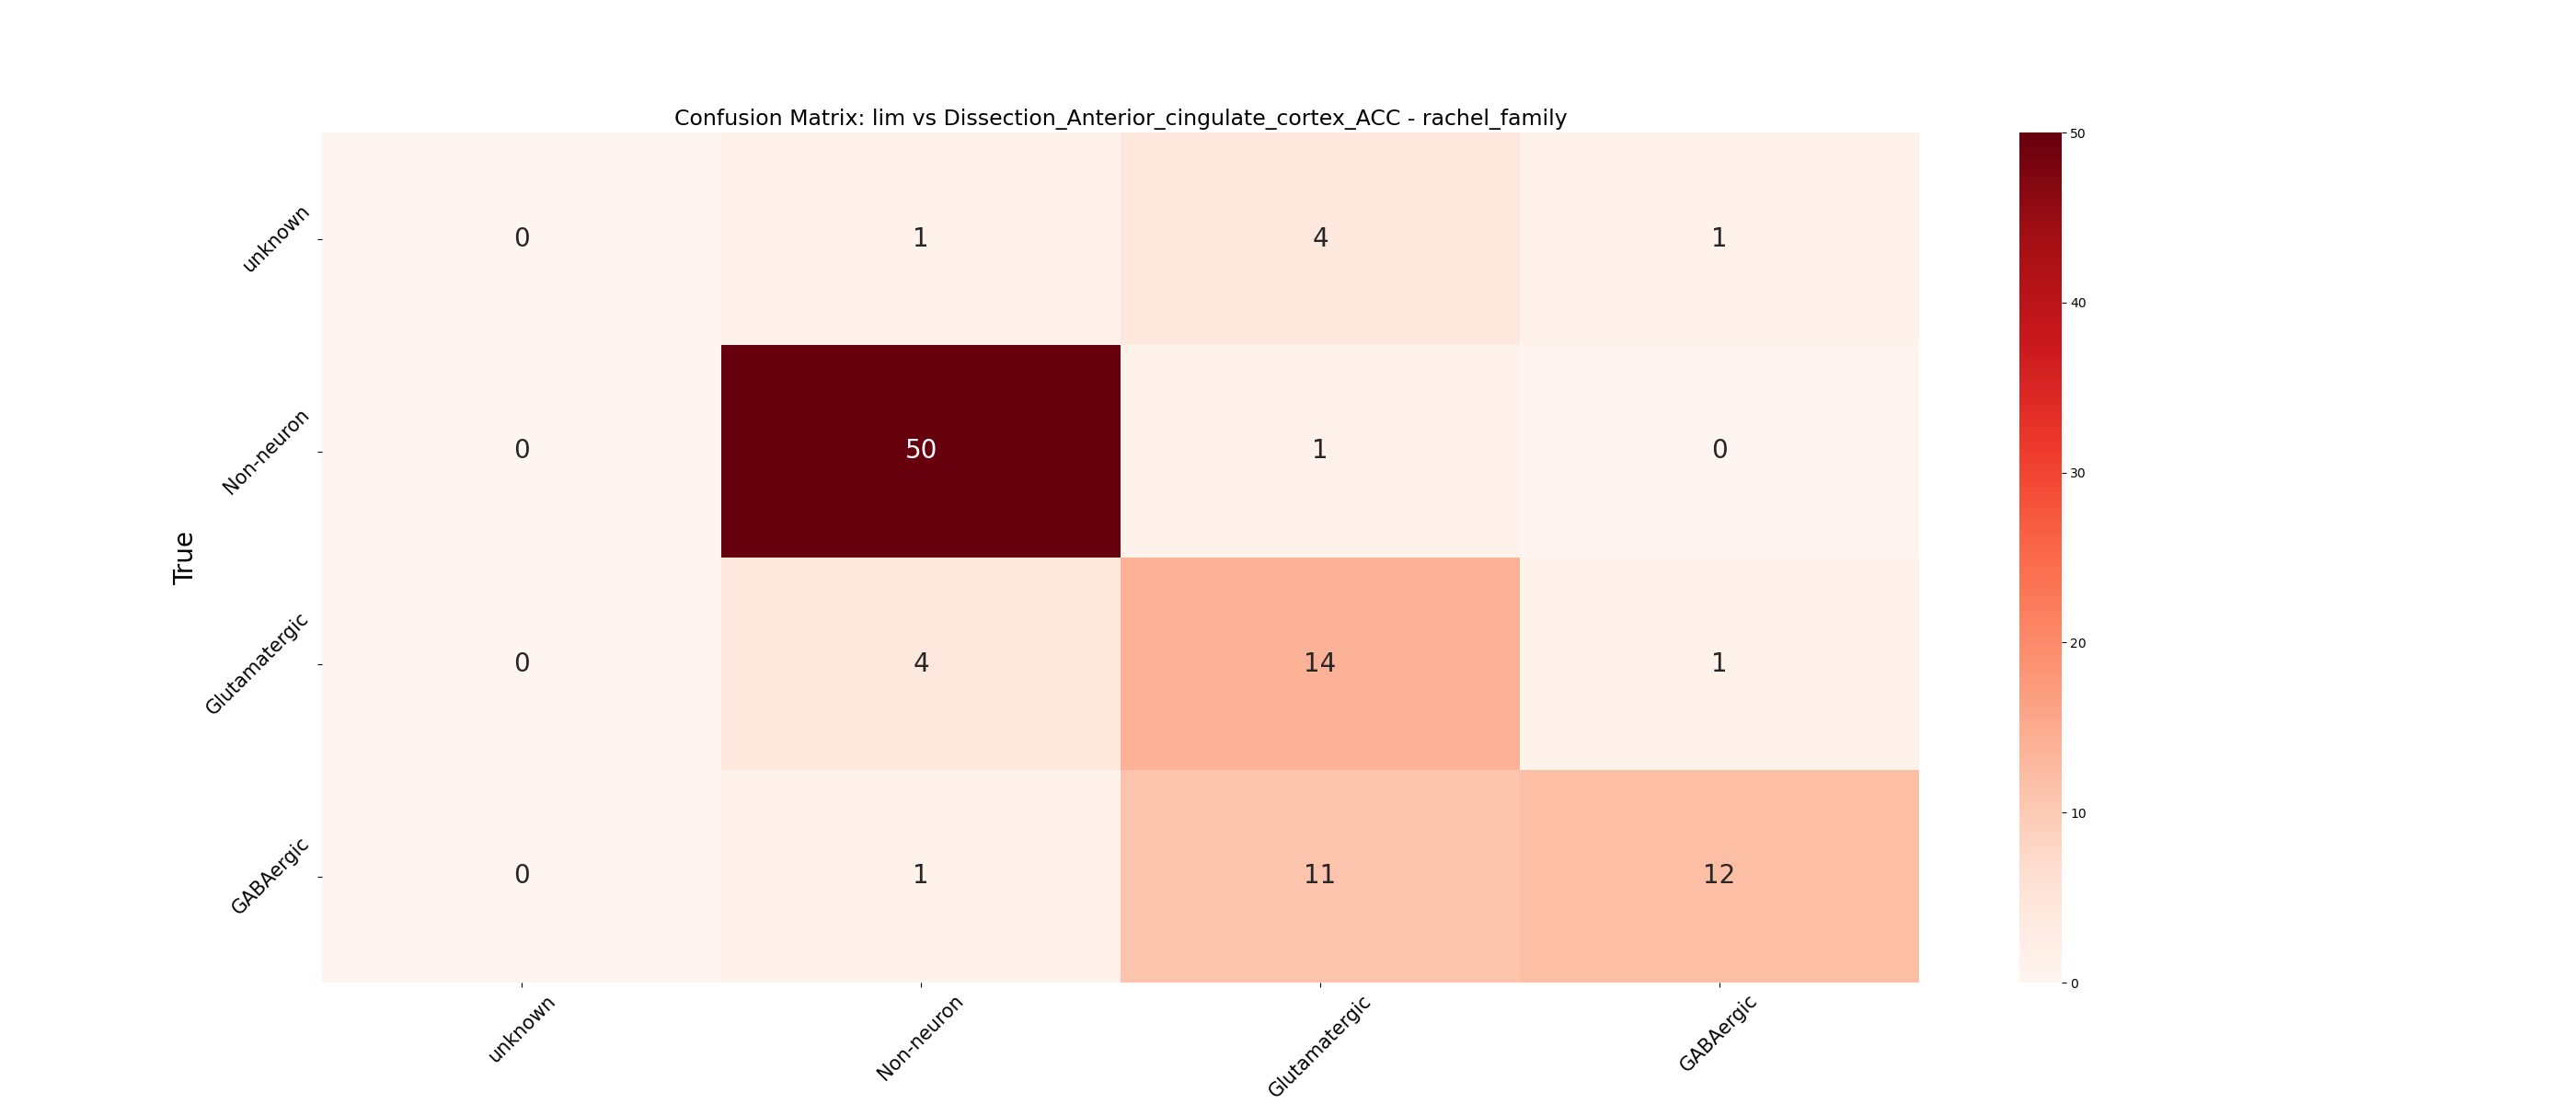 Confusion Matrix: lim vs Dissection_Anterior_cingulate_cortex_ACC - rachel_family
True
unknown
0 1 4 1
Non-neuron
0 50 1 0
Glutamatergic
0 4 14 1
GABAergic
0 1 11 12
unknown Non-neuron Glutamatergic GABAergic
50
40
30
20
10
0